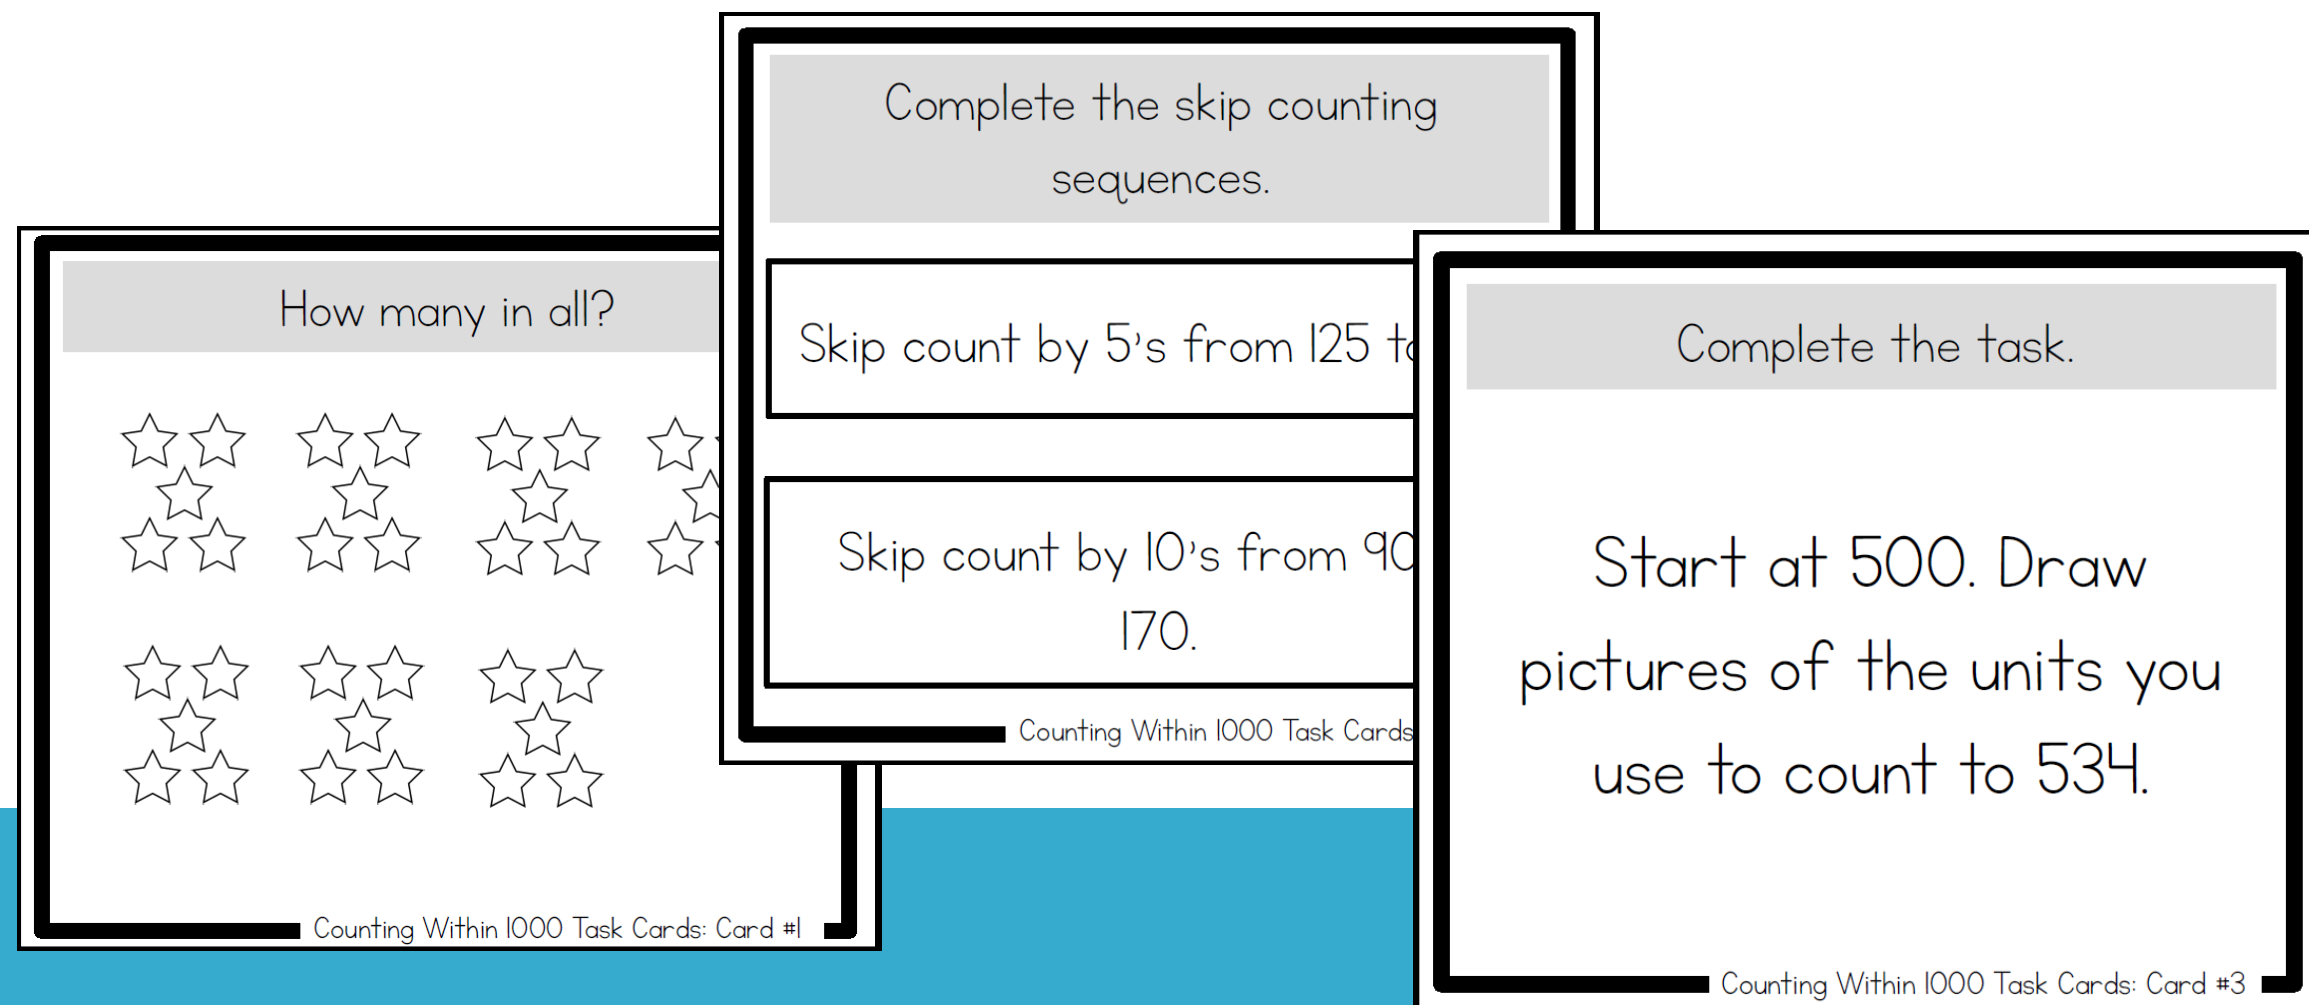 How many in all?
Counting Within 1000 Task Cards: Card #1
Complete the skip counting
sequences.
Skip count by 5's from 125
Skip count by 10's from 90
170.
Counting Within 1000 Task Cards
Complete the task.
Start at 500. Draw
pictures of the units you
use to count to 534.
Counting Within 1000 Task Cards: Card #3